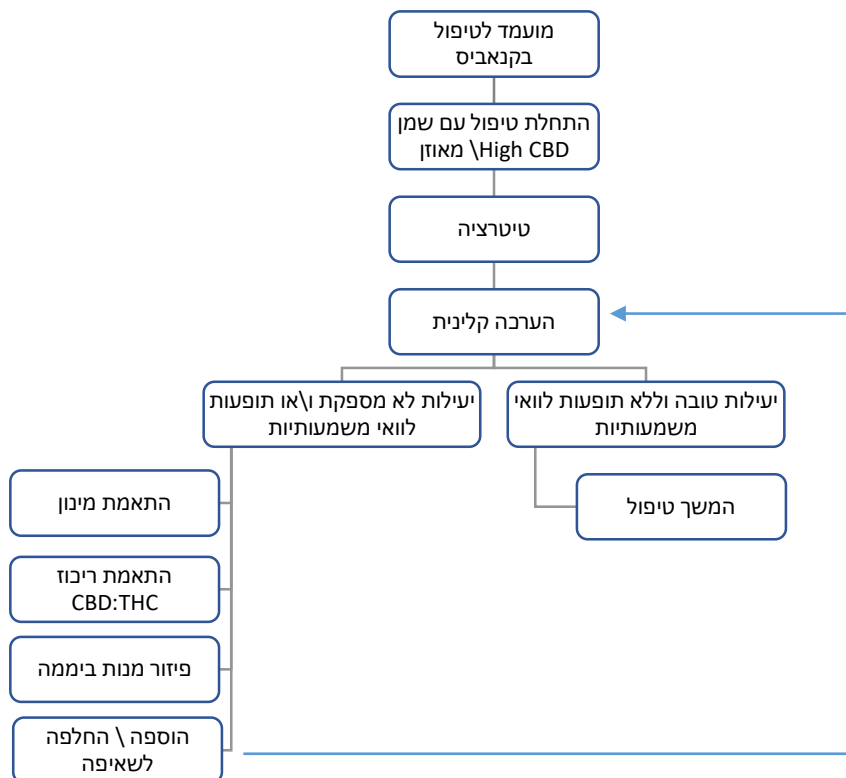 מועמד לטיפול
בקנאביס
התחלת טיפול עם שמן
High CBD\ מאוזן
טיטרציה
הערכה קלינית
יעילות טובה וללא תופעות לוואי
משמעותיות
המשך טיפול
יעילות לא מספקת ו\או תופעות
לוואי משמעותיות
התאמת מינון
התאמת ריכוז
CBD:THC
פיזור מנות ביממה
הוספה \ החלפה
לשאיפה